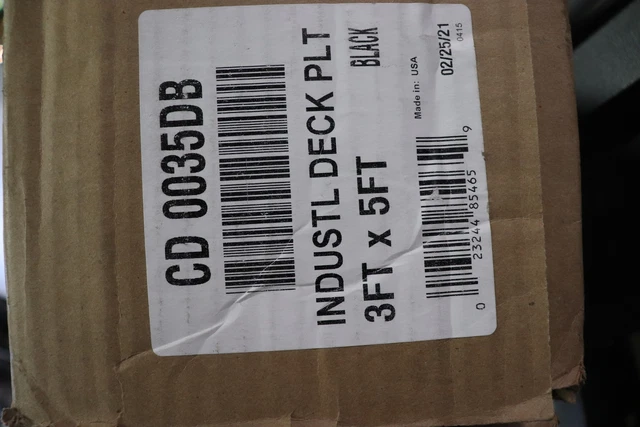 CD 0035DB
INDUSTL DECK PLT
3FT x 5FT
BLACK
Made in: USA
02/25/21
0415
0 23244 85465 9